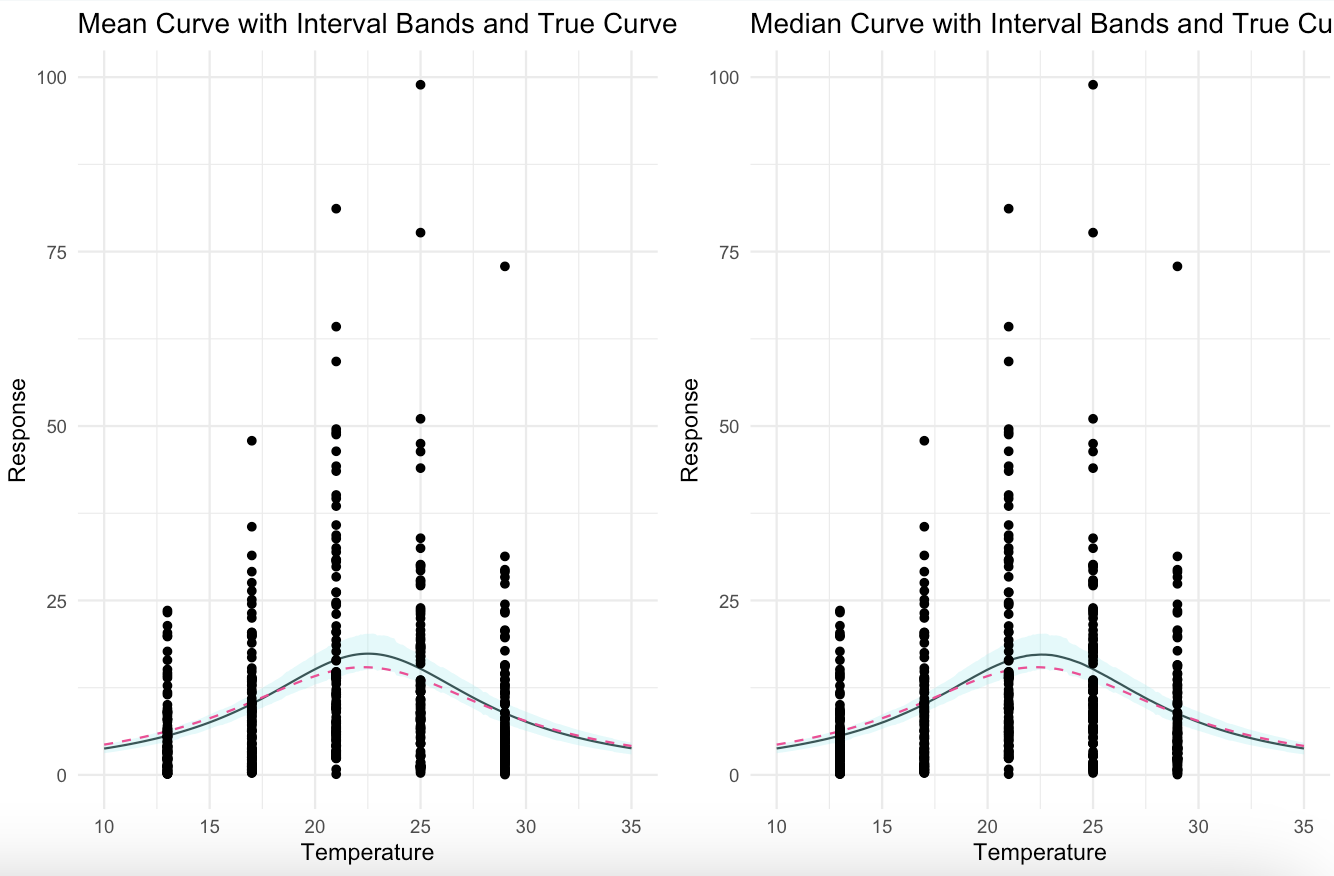 Mean Curve with Interval Bands and True Curve
100
75
50
25
0
Response
10 15 20 25 30 35
Temperature
Median Curve with Interval Bands and True Cu
100
75
50
25
0
Response
10 15 20 25 30 35
Temperature